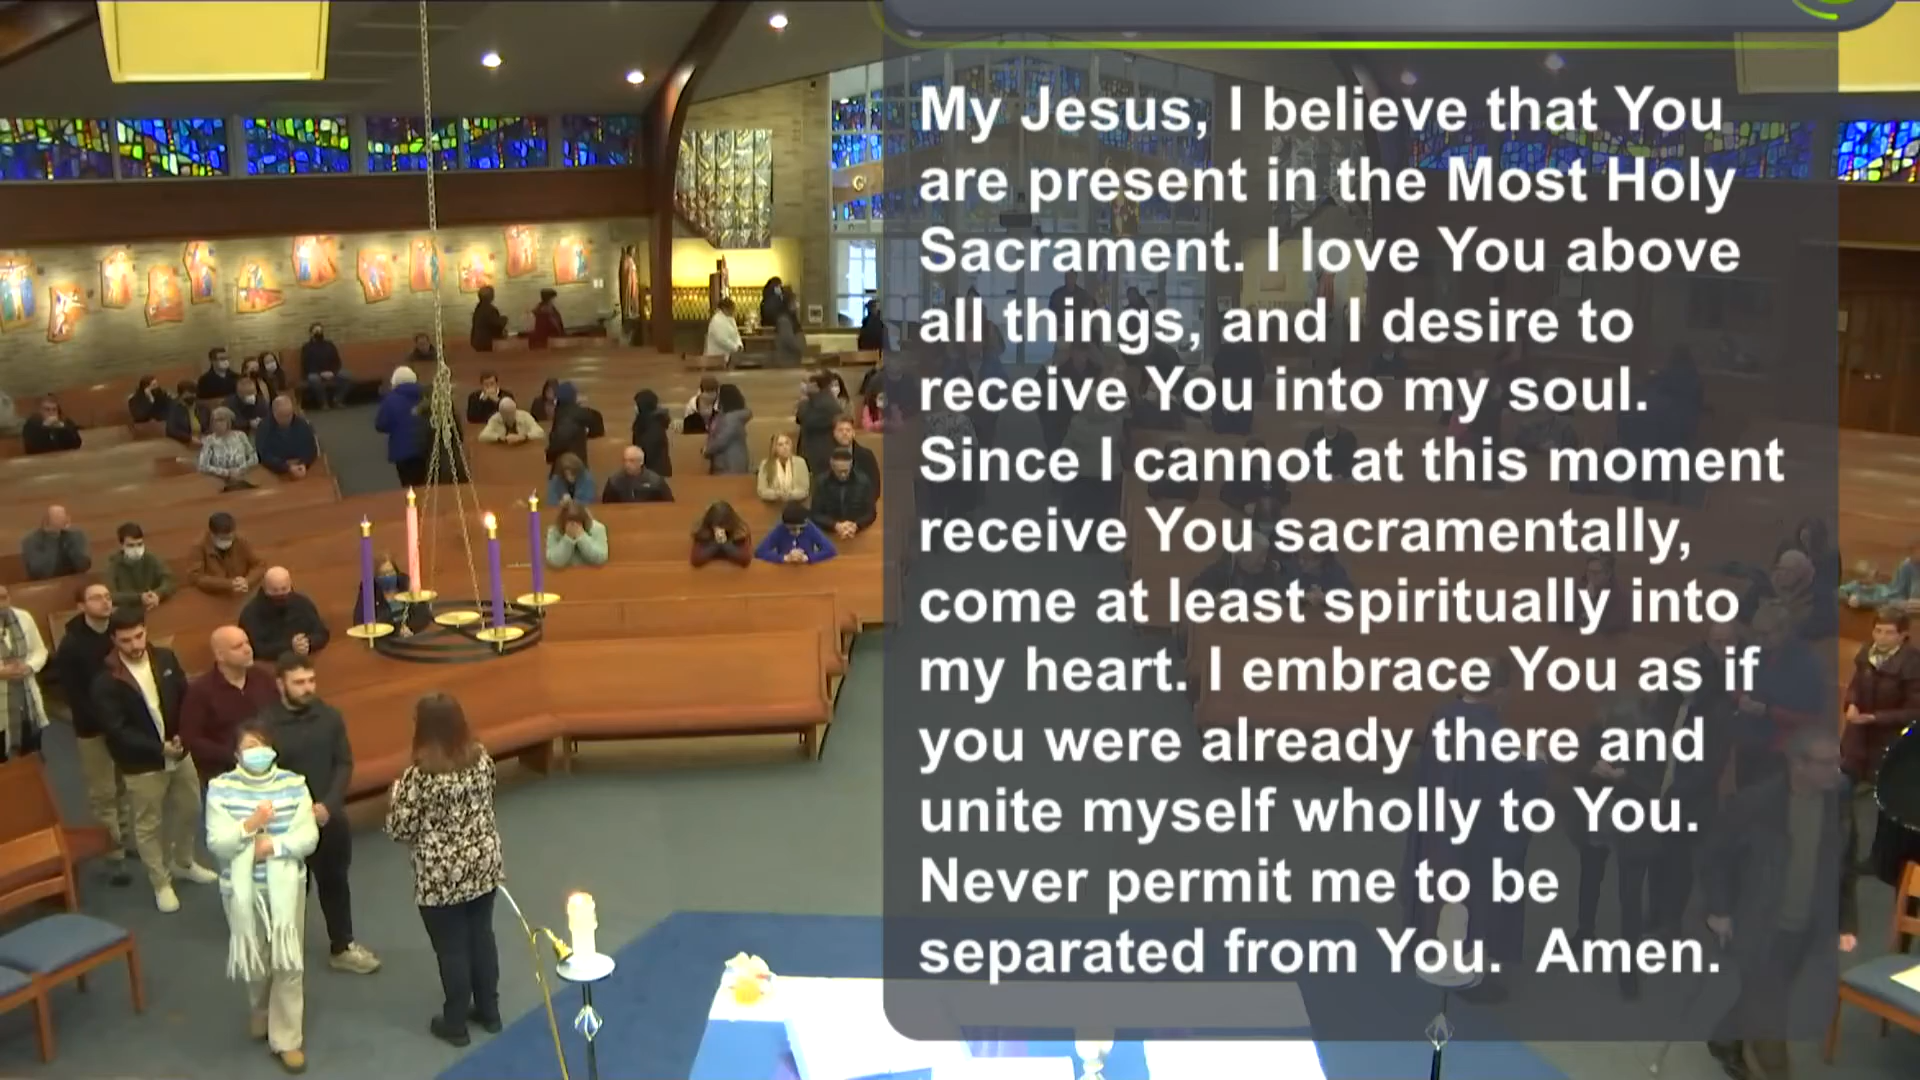 My Jesus, I believe that You
are present in the Most Holy
Sacrament. I love You above
all things, and I desire to
receive You into my soul.
Since I cannot at this moment
receive You sacramentally,
come at least spiritually into
my heart. I embrace You as if
you were already there and
unite myself wholly to You.
Never permit me to be
separated from You.  Amen.